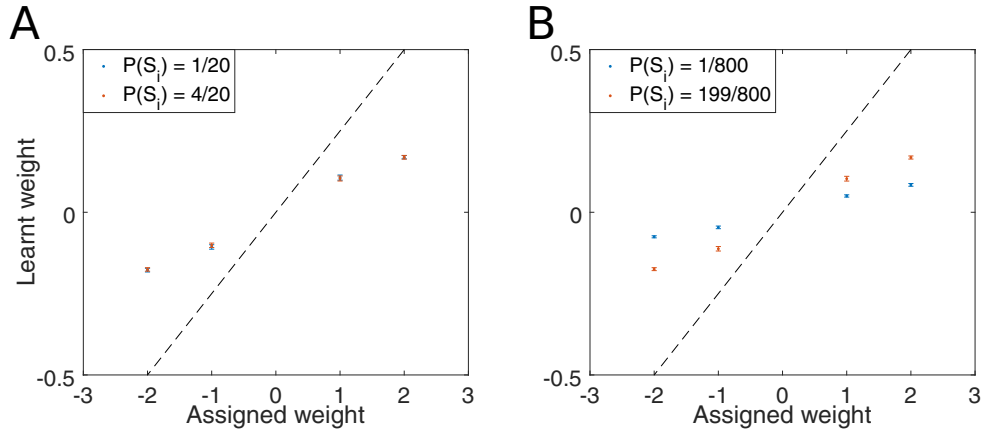 A
0.5
P(S_i) = 1/20
P(S_i) = 4/20
Learnt weight
0
-0.5
-3 -2 -1 0 1 2 3
Assigned weight
B
0.5
P(S_i) = 1/800
P(S_i) = 199/800
0
-0.5
-3 -2 -1 0 1 2 3
Assigned weight